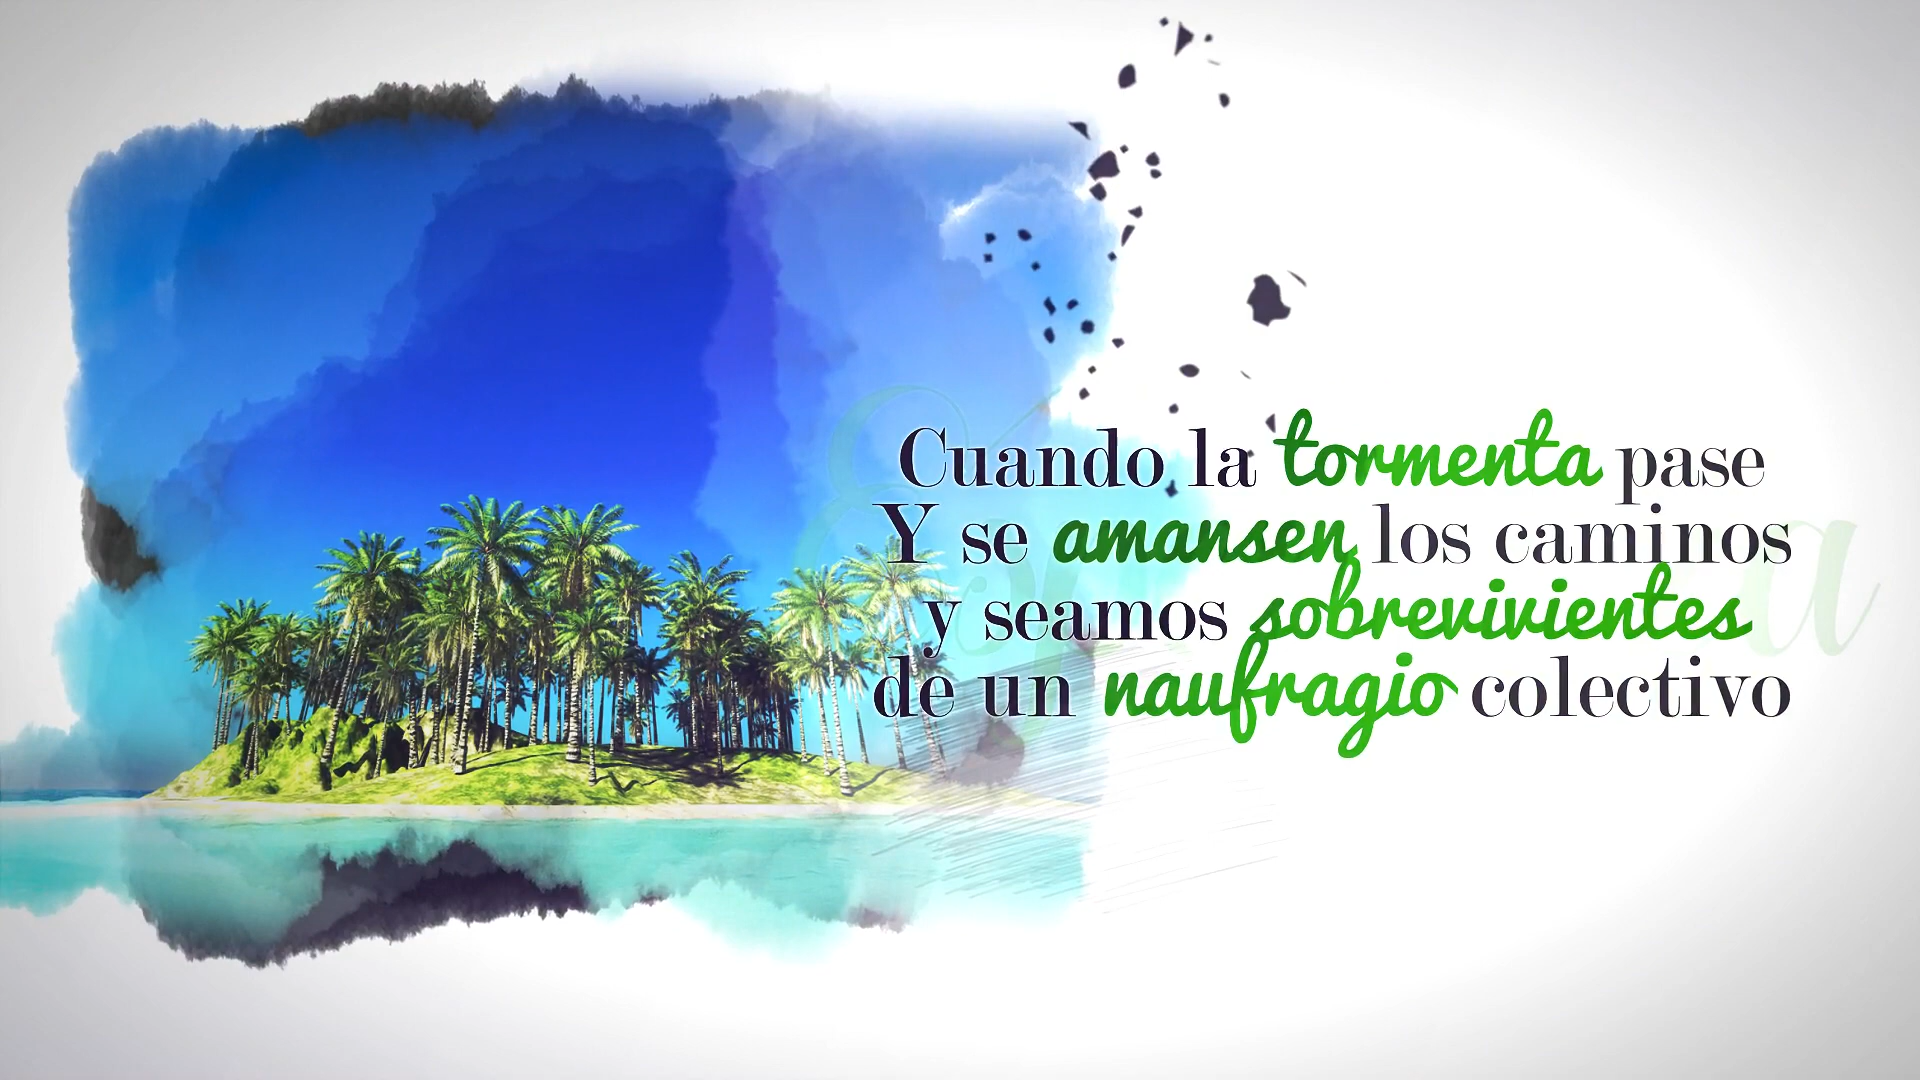 Cuando la tormenta pase
Y se amansen los caminos
y seamos sobrevivientes
de un naufragio colectivo